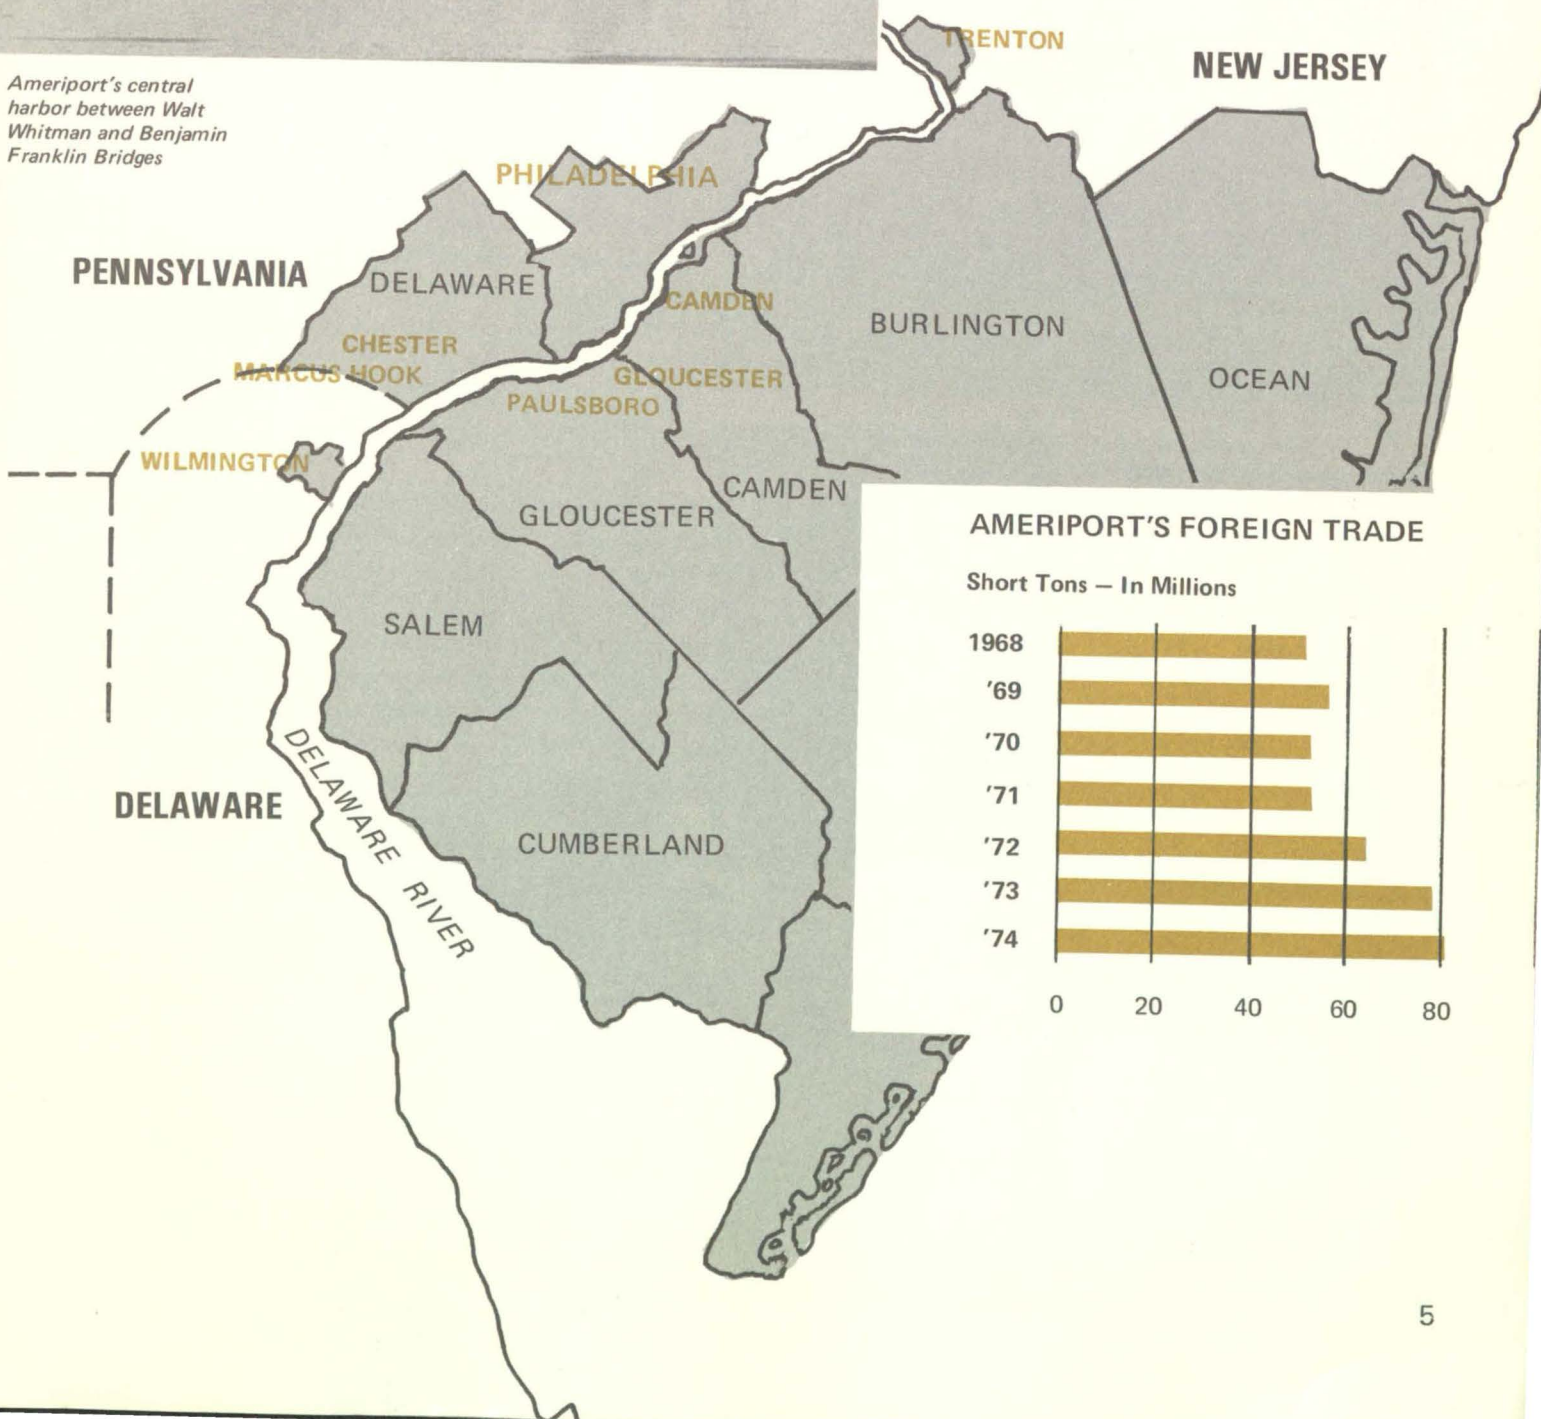 Ameriport's central
harbor between Walt
Whitman and Benjamin
Franklin Bridges
TRENTON
NEW JERSEY
PHILADELPHIA
PENNSYLVANIA
DELAWARE
CAMDEN
BURLINGTON
CHESTER
MARCUS HOOK
GLOUCESTER
PAULSBORO
OCEAN
WILMINGTON
CAMDEN
GLOUCESTER
SALEM
DELAWARE RIVER
DELAWARE
CUMBERLAND
AMERIPORT'S FOREIGN TRADE
Short Tons — In Millions
1968
'69
'70
'71
'72
'73
'74
0 20 40 60 80
5